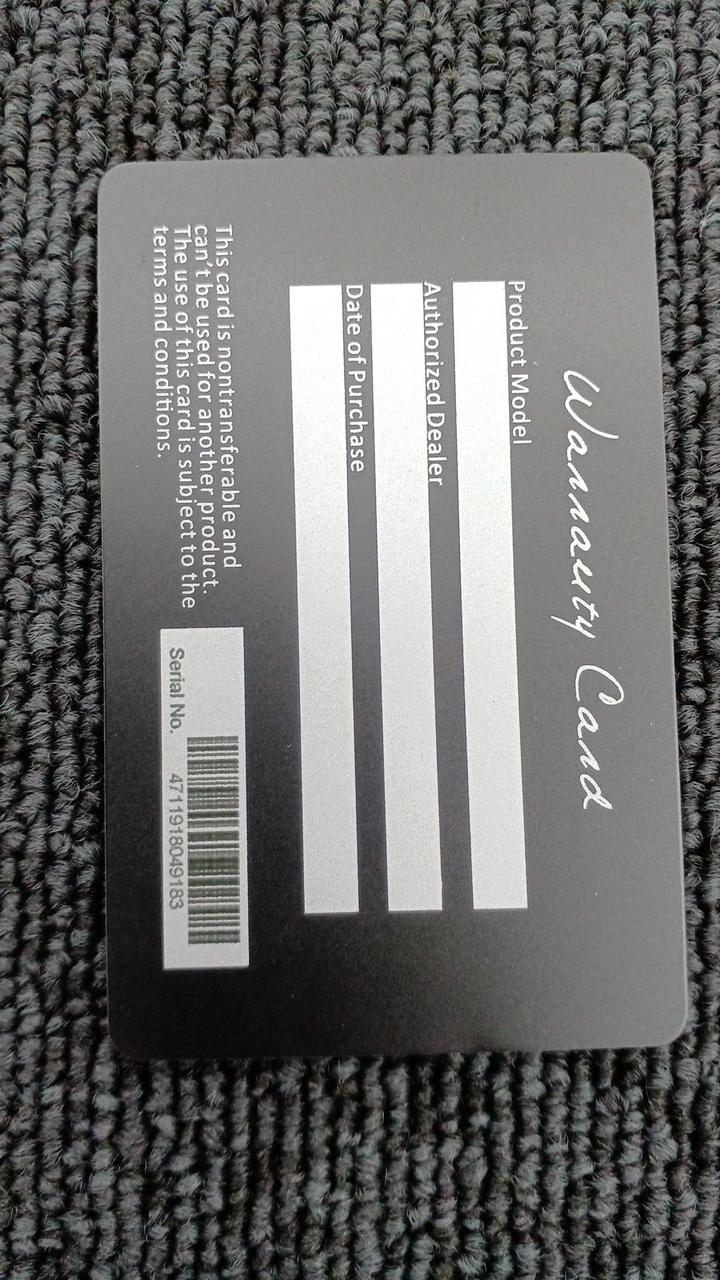 Warranty Card
Product Model
Authorized Dealer
Date of Purchase
This card is nontransferable and
can't be used for another product.
The use of this card is subject to the
terms and conditions.
Serial No. 4711918049183